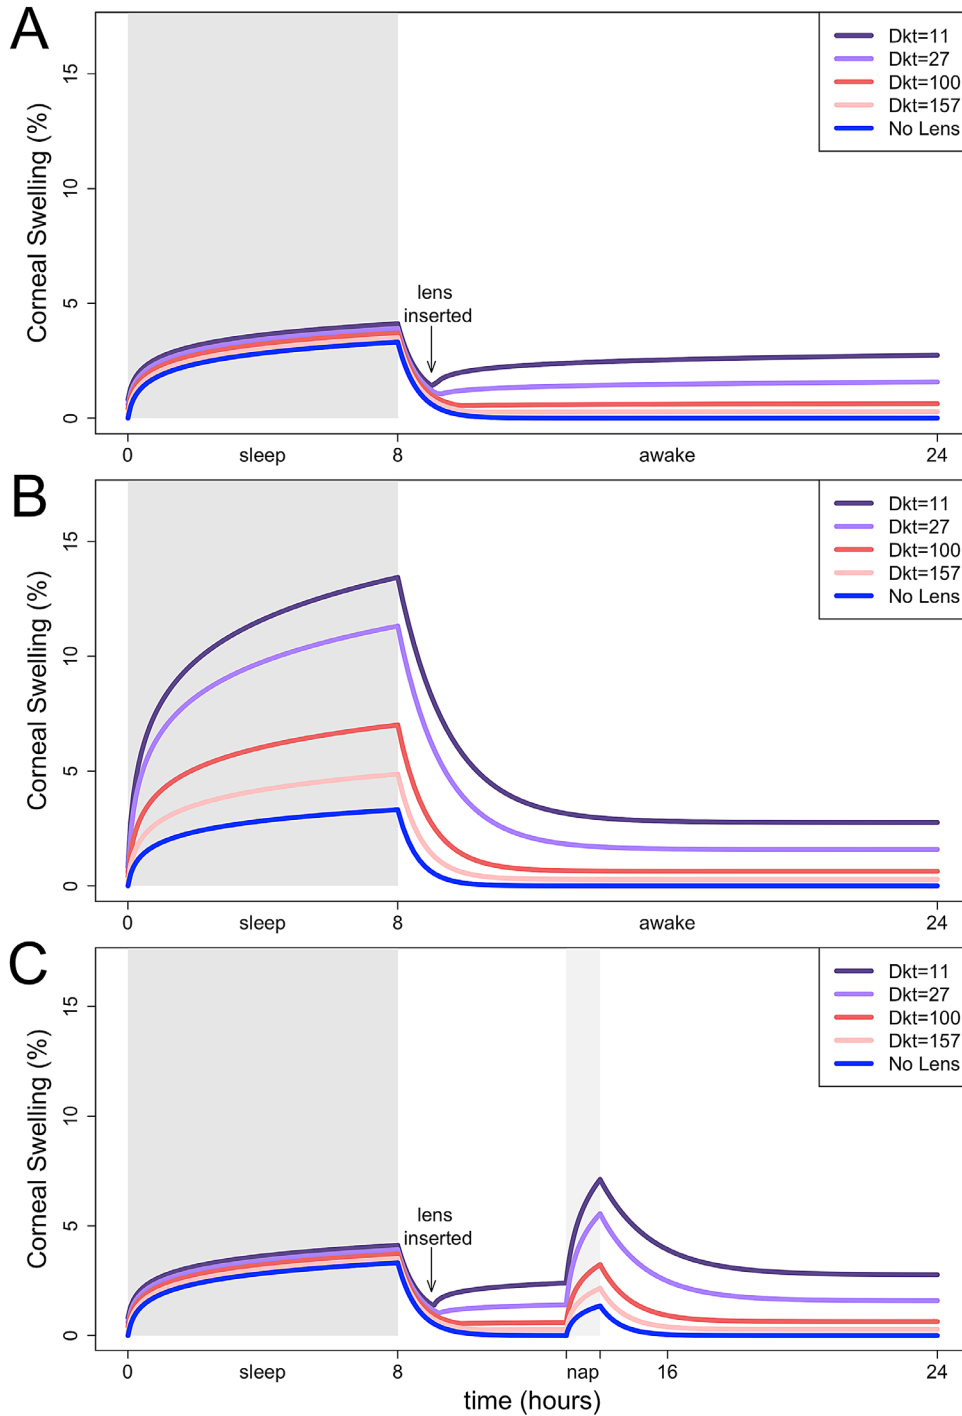 A
Corneal Swelling (%)
15
10
5
0
Dkt=11
Dkt=27
Dkt=100
Dkt=157
No Lens
lens
inserted
0 sleep 8 awake 24
B
Corneal Swelling (%)
15
10
5
0
Dkt=11
Dkt=27
Dkt=100
Dkt=157
No Lens
0 sleep 8 awake 24
C
Corneal Swelling (%)
15
10
5
0
Dkt=11
Dkt=27
Dkt=100
Dkt=157
No Lens
lens
inserted
0 sleep 8 nap 16 24
time (hours)